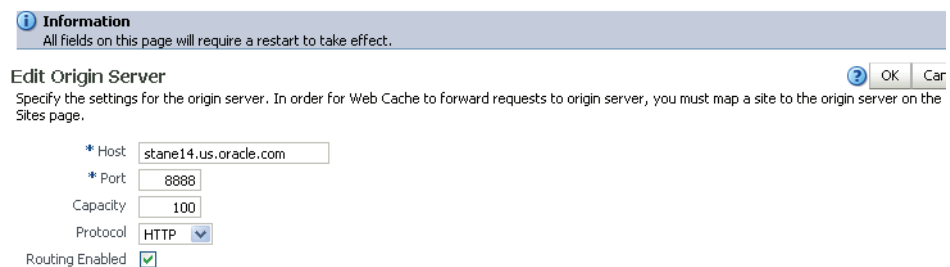 Information
All fields on this page will require a restart to take effect.
Edit Origin Server
? OK Can
Specify the settings for the origin server. In order for Web Cache to forward requests to origin server, you must map a site to the origin server on the
Sites page.
* Host stane14.us.oracle.com
* Port 8888
Capacity 100
Protocol HTTP
Routing Enabled